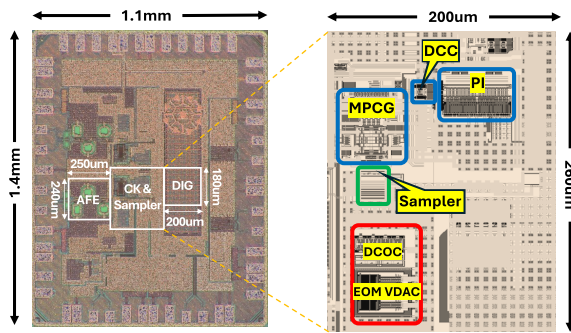 1.1mm
200um
1.4mm
250um
240um
AFE
CK &
Sampler
DIG
180um
200um
DCC
PI
MPCG
Sampler
DCOC
EOM VDAC
260um